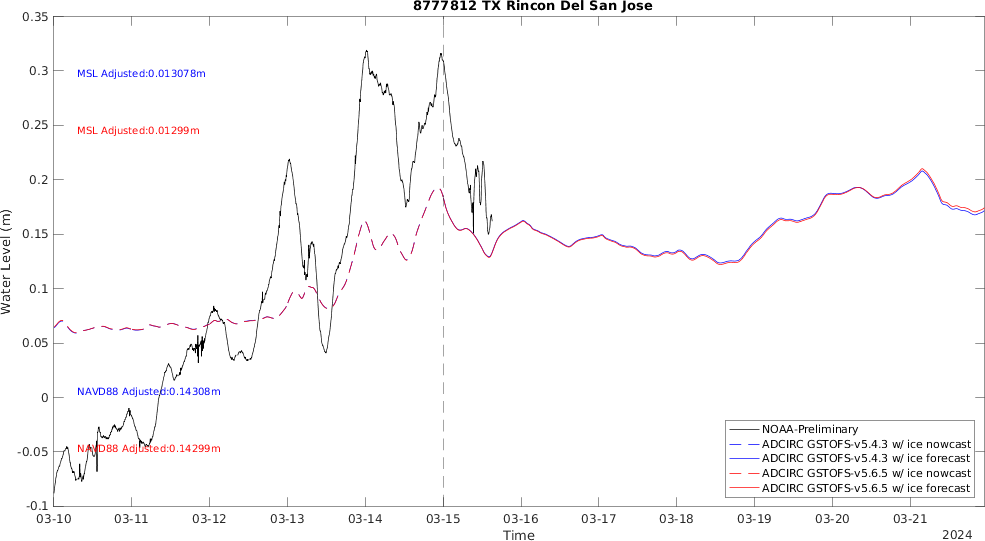 8777812 TX Rincon Del San Jose
0.35
0.3
0.25
0.2
0.15
0.1
0.05
0
-0.05
-0.1
Water Level (m)
MSL Adjusted:0.013078m
MSL Adjusted:0.01299m
NAVD88 Adjusted:0.14308m
NAVD88 Adjusted:0.14299m
NOAA-Preliminary
ADCIRC GSTOFS-v5.4.3 w/ ice nowcast
ADCIRC GSTOFS-v5.4.3 w/ ice forecast
ADCIRC GSTOFS-v5.6.5 w/ ice nowcast
ADCIRC GSTOFS-v5.6.5 w/ ice forecast
03-10 03-11 03-12 03-13 03-14 03-15 03-16 03-17 03-18 03-19 03-20 03-21
Time
2024